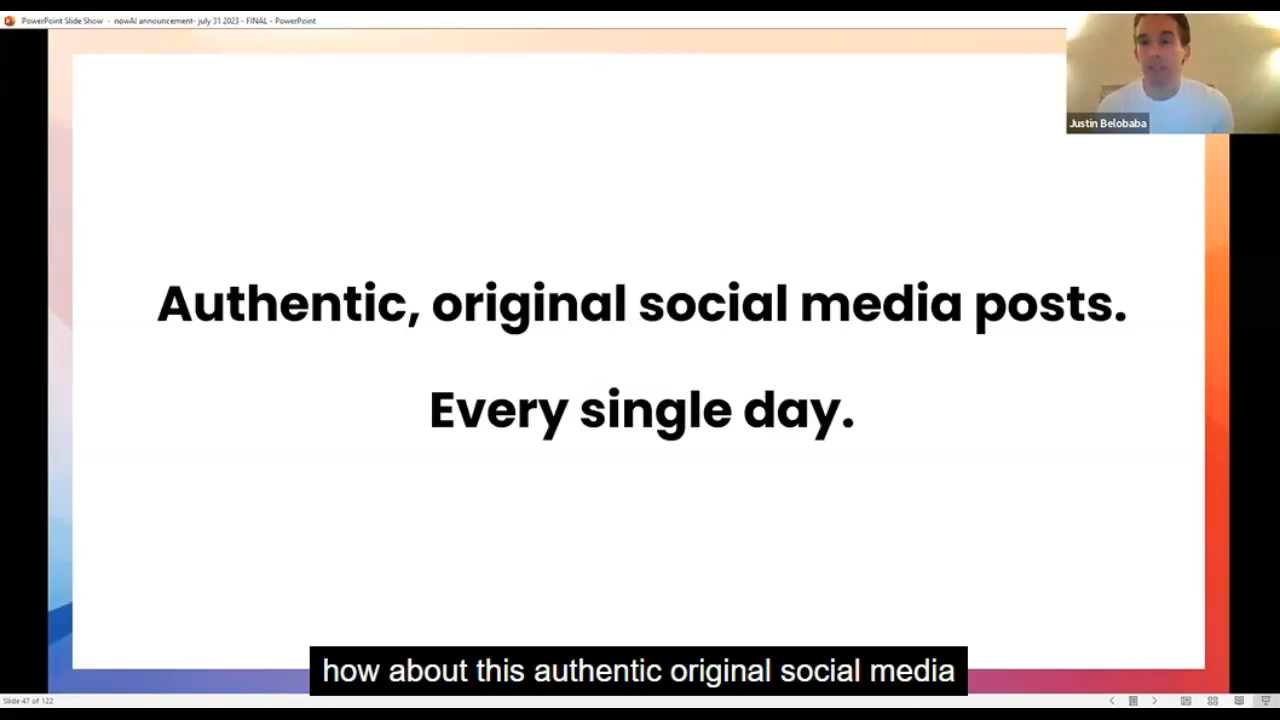 PowerPoint Slide Show - nowAI announcement- july 31 2023 - FINAL - PowerPoint
Justin Belobaba
Authentic, original social media posts.
Every single day.
how about this authentic original social media
Slide 47 of 122